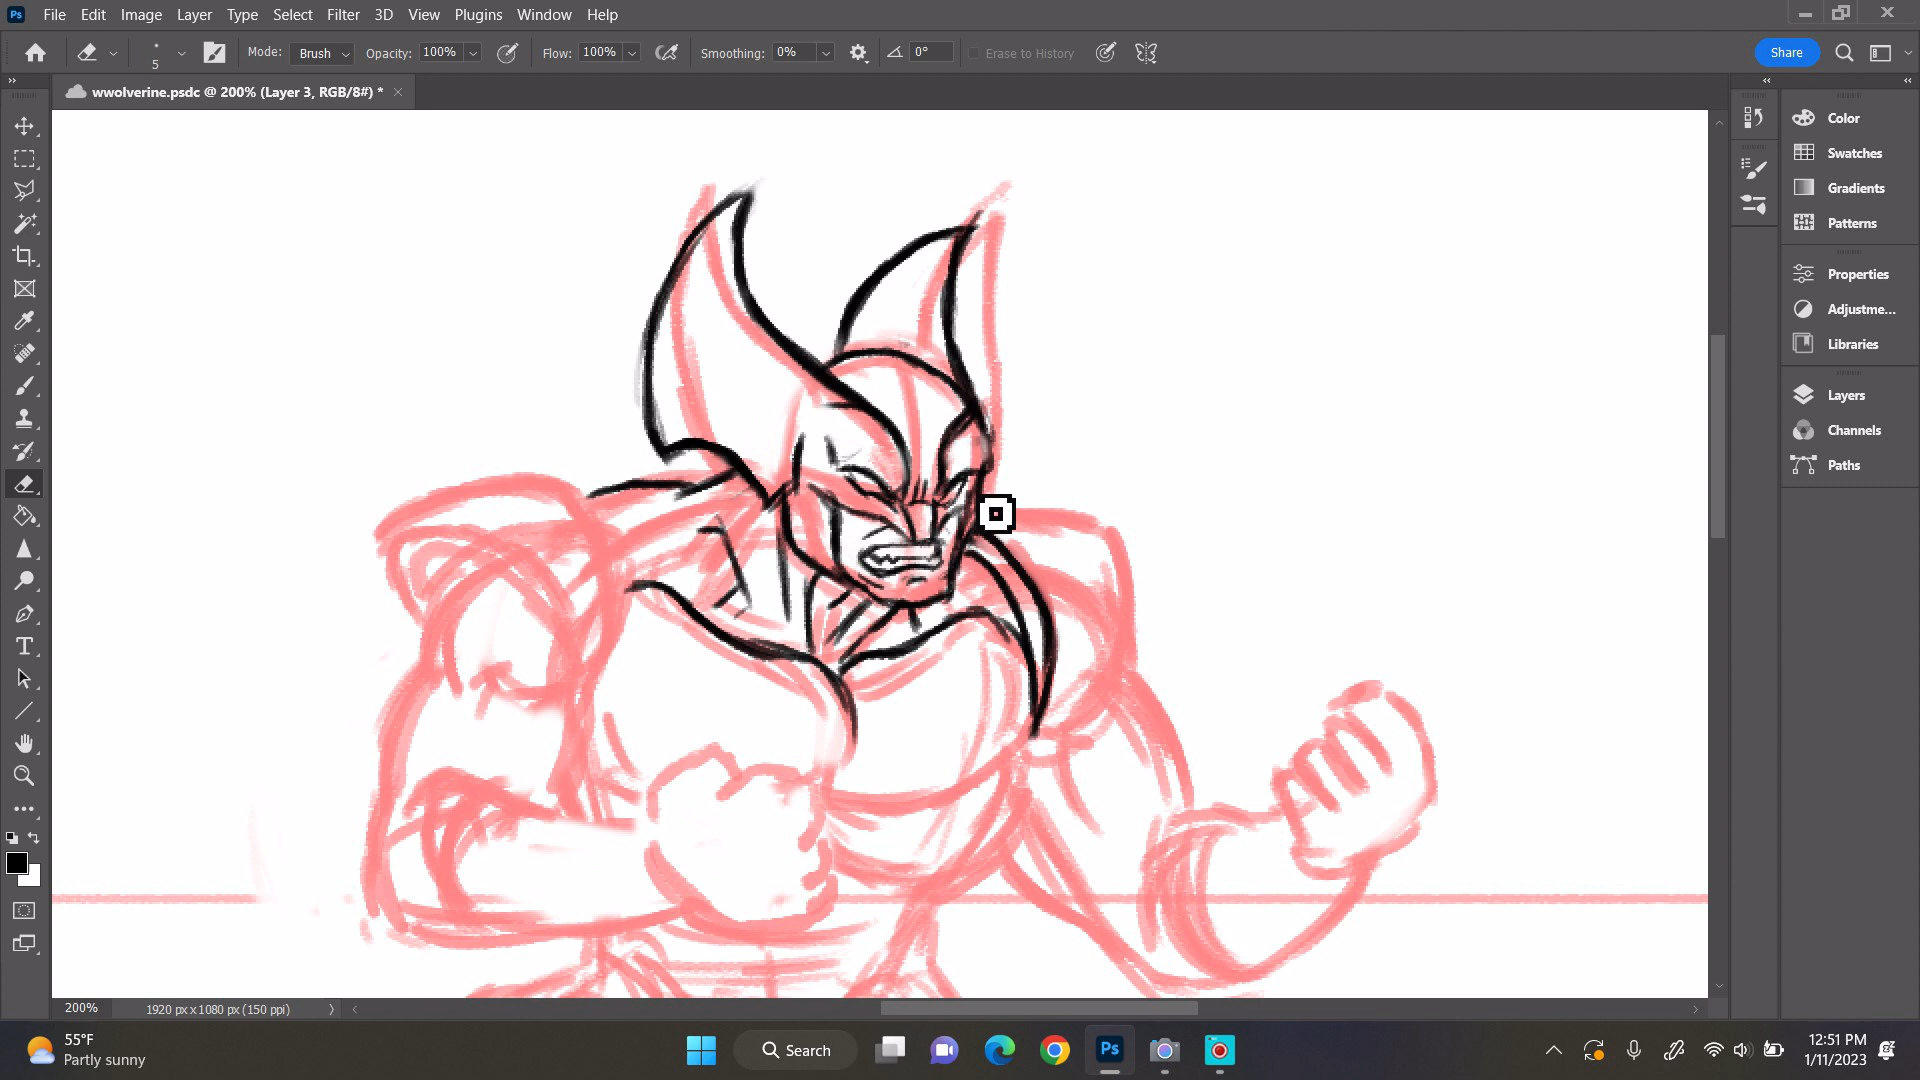 Ps File Edit Image Layer Type Select Filter 3D View Plugins Window Help
5 Mode: Brush Opacity: 100% Flow: 100% Smoothing: 0% 0° Erase to History Share
wwolverine.psdc @ 200% (Layer 3, RGB/8#) *
Color
Swatches
Gradients
Patterns
Properties
Adjustme...
Libraries
Layers
Channels
Paths
200% 1920 px x 1080 px (150 ppi)
55°F
Partly sunny
Search
Ps
12:51 PM
1/11/2023